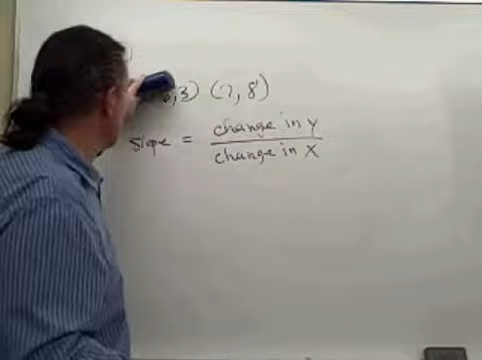 ,3) (7, 8)
slope = change in y
change in x